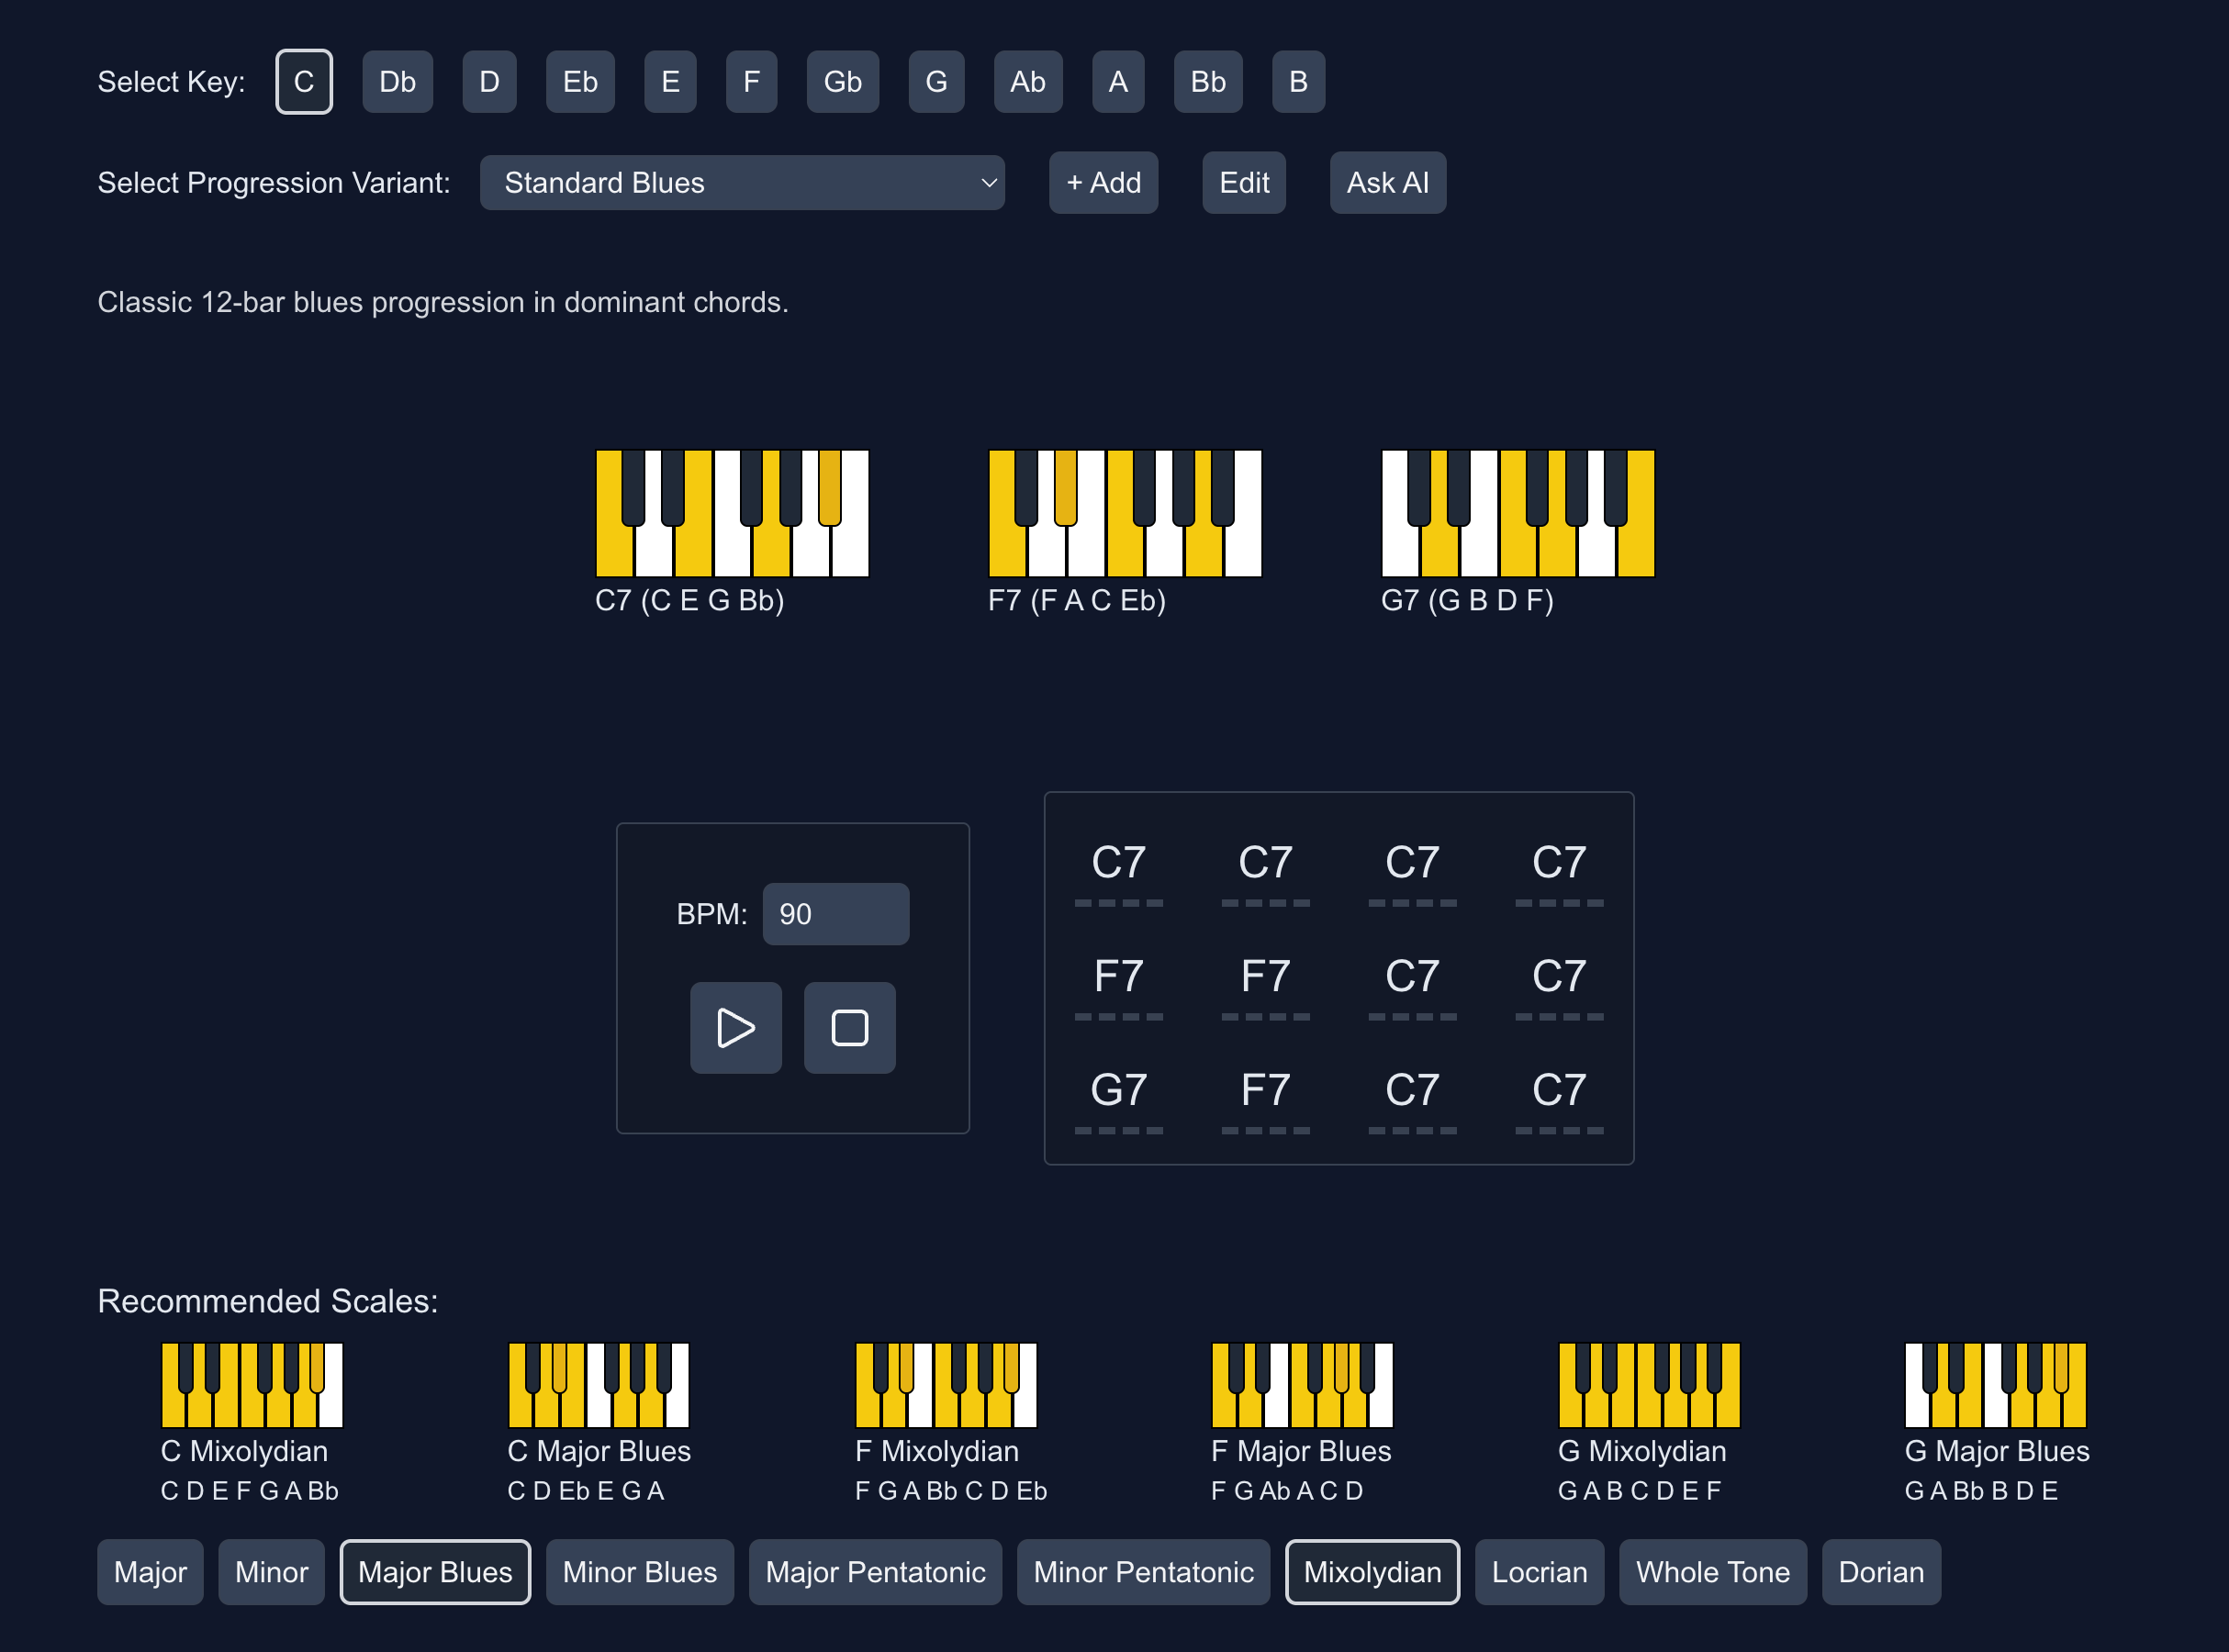 Select Key: C Db D Eb E F Gb G Ab A Bb B
Select Progression Variant: Standard Blues + Add Edit Ask AI
Classic 12-bar blues progression in dominant chords.
C7 (C E G Bb) F7 (F A C Eb) G7 (G B D F)
BPM: 90
C7 C7 C7 C7
F7 F7 C7 C7
G7 F7 C7 C7
Recommended Scales:
C Mixolydian C Major Blues F Mixolydian F Major Blues G Mixolydian G Major Blues
C D E F G A Bb C D Eb E G A F G A Bb C D Eb F G Ab A C D G A B C D E F G A Bb B D E
Major Minor Major Blues Minor Blues Major Pentatonic Minor Pentatonic Mixolydian Locrian Whole Tone Dorian